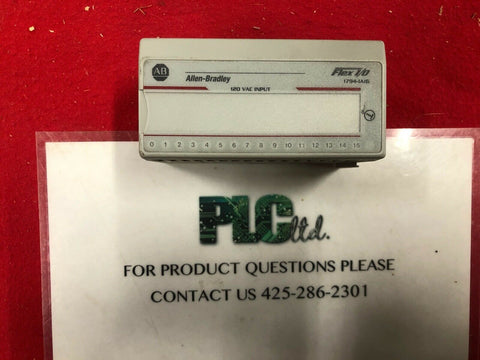 AB
Allen-Bradley
Flex I/O
120 VAC INPUT
1794-IA16
0 1 2 3 4 5 6 7 8 9 10 11 12 13 14 15
PLC ltd.
FOR PRODUCT QUESTIONS PLEASE
CONTACT US 425-286-2301